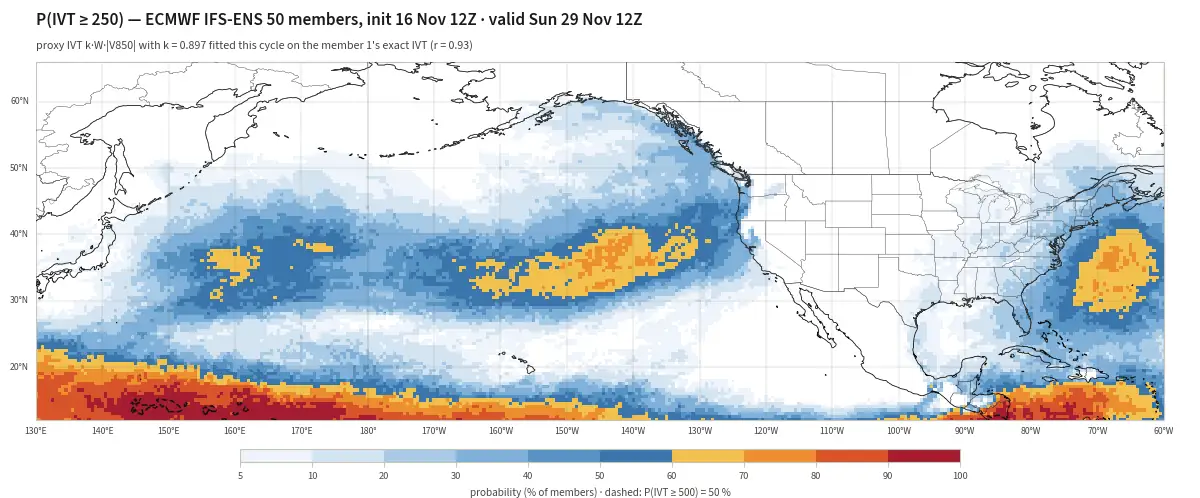 P(IVT ≥ 250) — ECMWF IFS-ENS 50 members, init 16 Nov 12Z · valid Sun 29 Nov 12Z
proxy IVT k·W·|V850| with k = 0.897 fitted this cycle on the member 1's exact IVT (r = 0.93)
60°N
50°N
40°N
30°N
20°N
130°E 140°E 150°E 160°E 170°E 180° 170°W 160°W 150°W 140°W 130°W 120°W 110°W 100°W 90°W 80°W 70°W 60°W
5 10 20 30 40 50 60 70 80 90 100
probability (% of members) · dashed: P(IVT ≥ 500) = 50 %